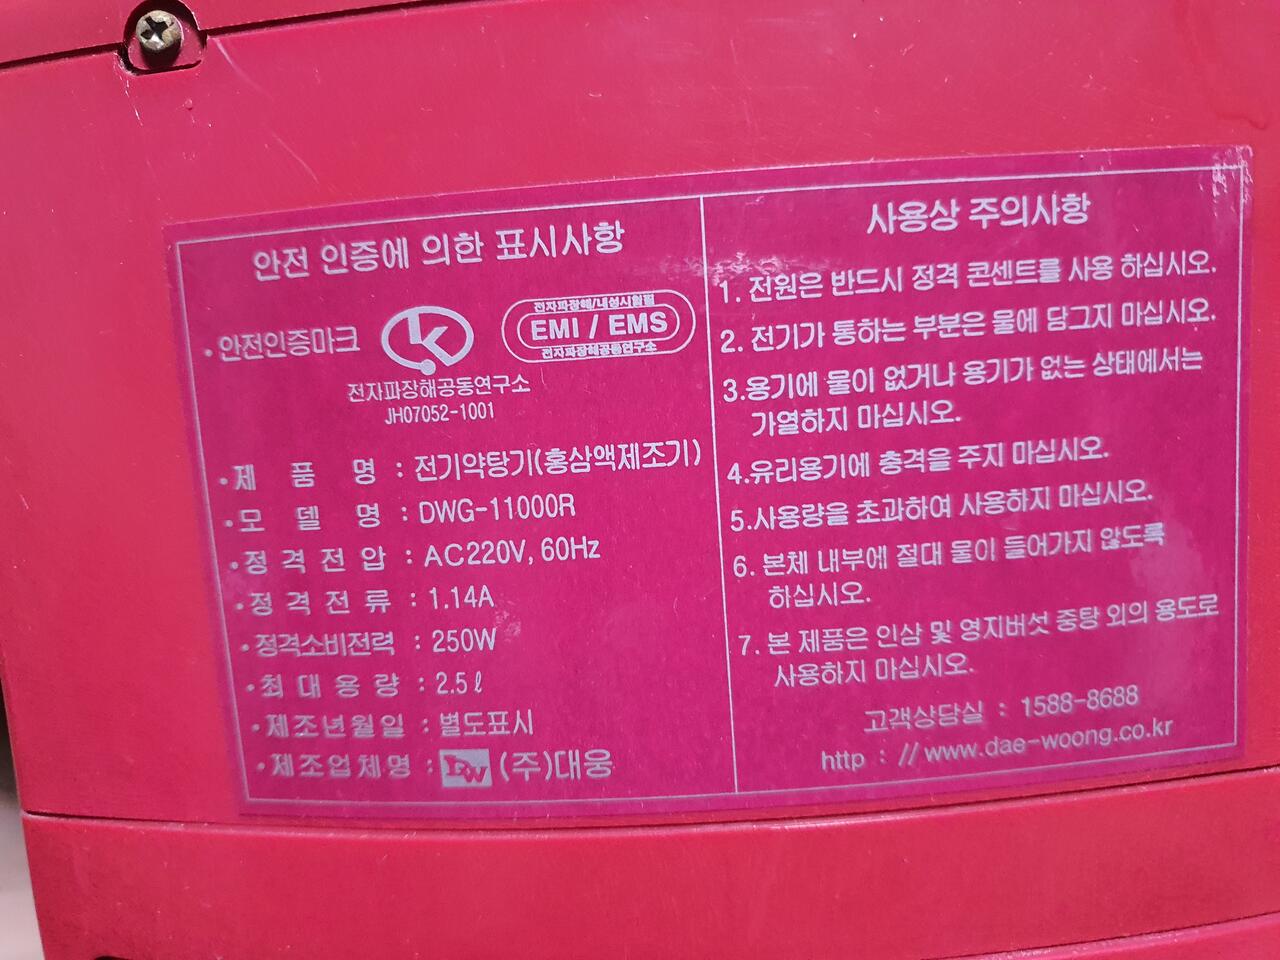 안전 인증에 의한 표시사항
• 안전인증마크
전자파장해공동연구소
JH07052-1001
전자파장해/내성시험필
EMI / EMS
전자파장해공동연구소
• 제 품 명 : 전기약탕기(홍삼액제조기)
• 모 델 명 : DWG-11000R
• 정 격 전 압 : AC220V, 60Hz
• 정 격 전 류 : 1.14A
• 정격소비전력 : 250W
• 최 대 용 량 : 2.5ℓ
• 제조년월일 : 별도표시
• 제조업체명 : DW (주)대웅
사용상 주의사항
1. 전원은 반드시 정격 콘센트를 사용 하십시오.
2. 전기가 통하는 부분은 물에 담그지 마십시오.
3.용기에 물이 없거나 용기가 없는 상태에서는
가열하지 마십시오.
4.유리용기에 충격을 주지 마십시오.
5.사용량을 초과하여 사용하지 마십시오.
6. 본체 내부에 절대 물이 들어가지 않도록
하십시오.
7. 본 제품은 인삼 및 영지버섯 중탕 외의 용도로
사용하지 마십시오.
고객상담실 : 1588-8688
http : // www.dae-woong.co.kr